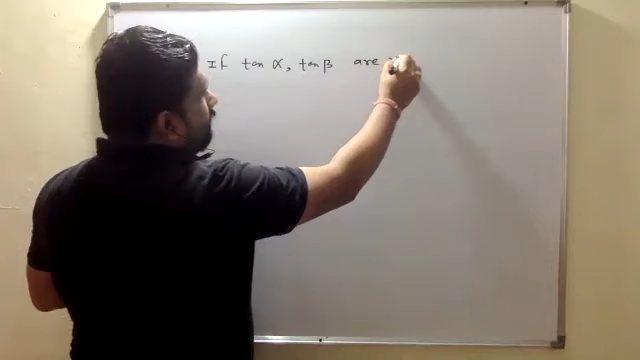 If tan α, tan β are